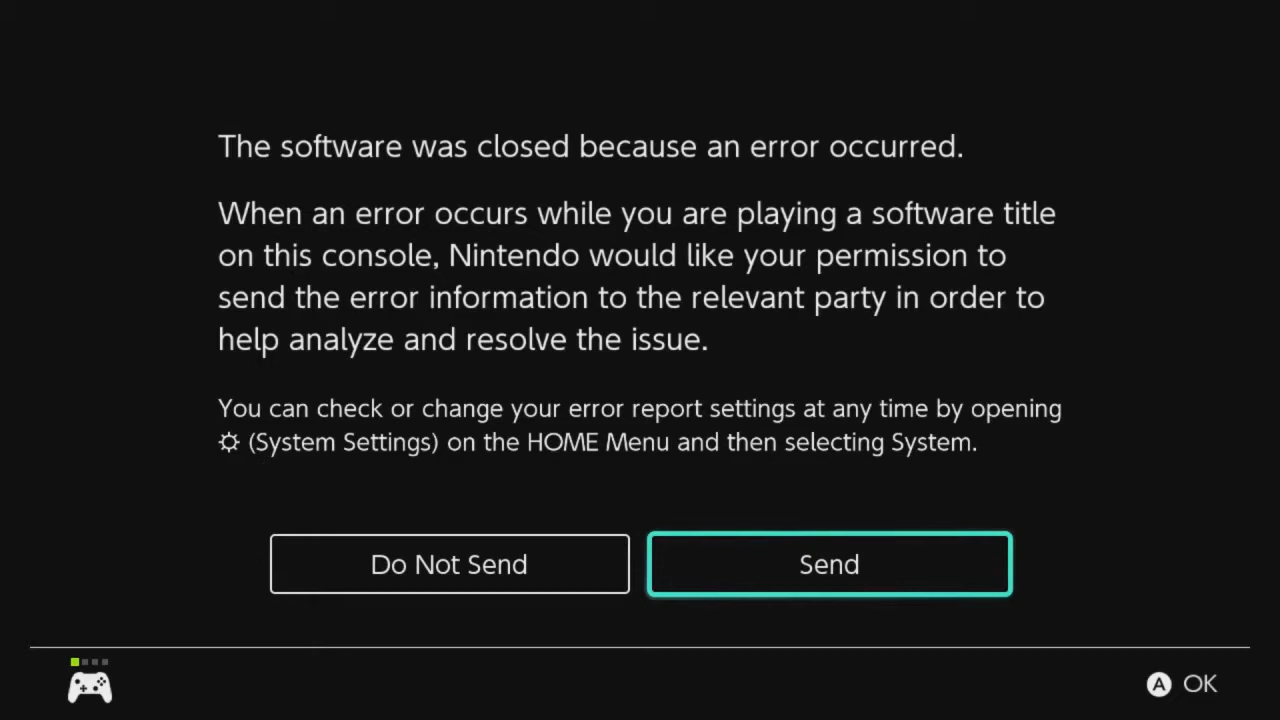 The software was closed because an error occurred.
When an error occurs while you are playing a software title
on this console, Nintendo would like your permission to
send the error information to the relevant party in order to
help analyze and resolve the issue.
You can check or change your error report settings at any time by opening
(System Settings) on the HOME Menu and then selecting System.
Do Not Send
Send
A OK